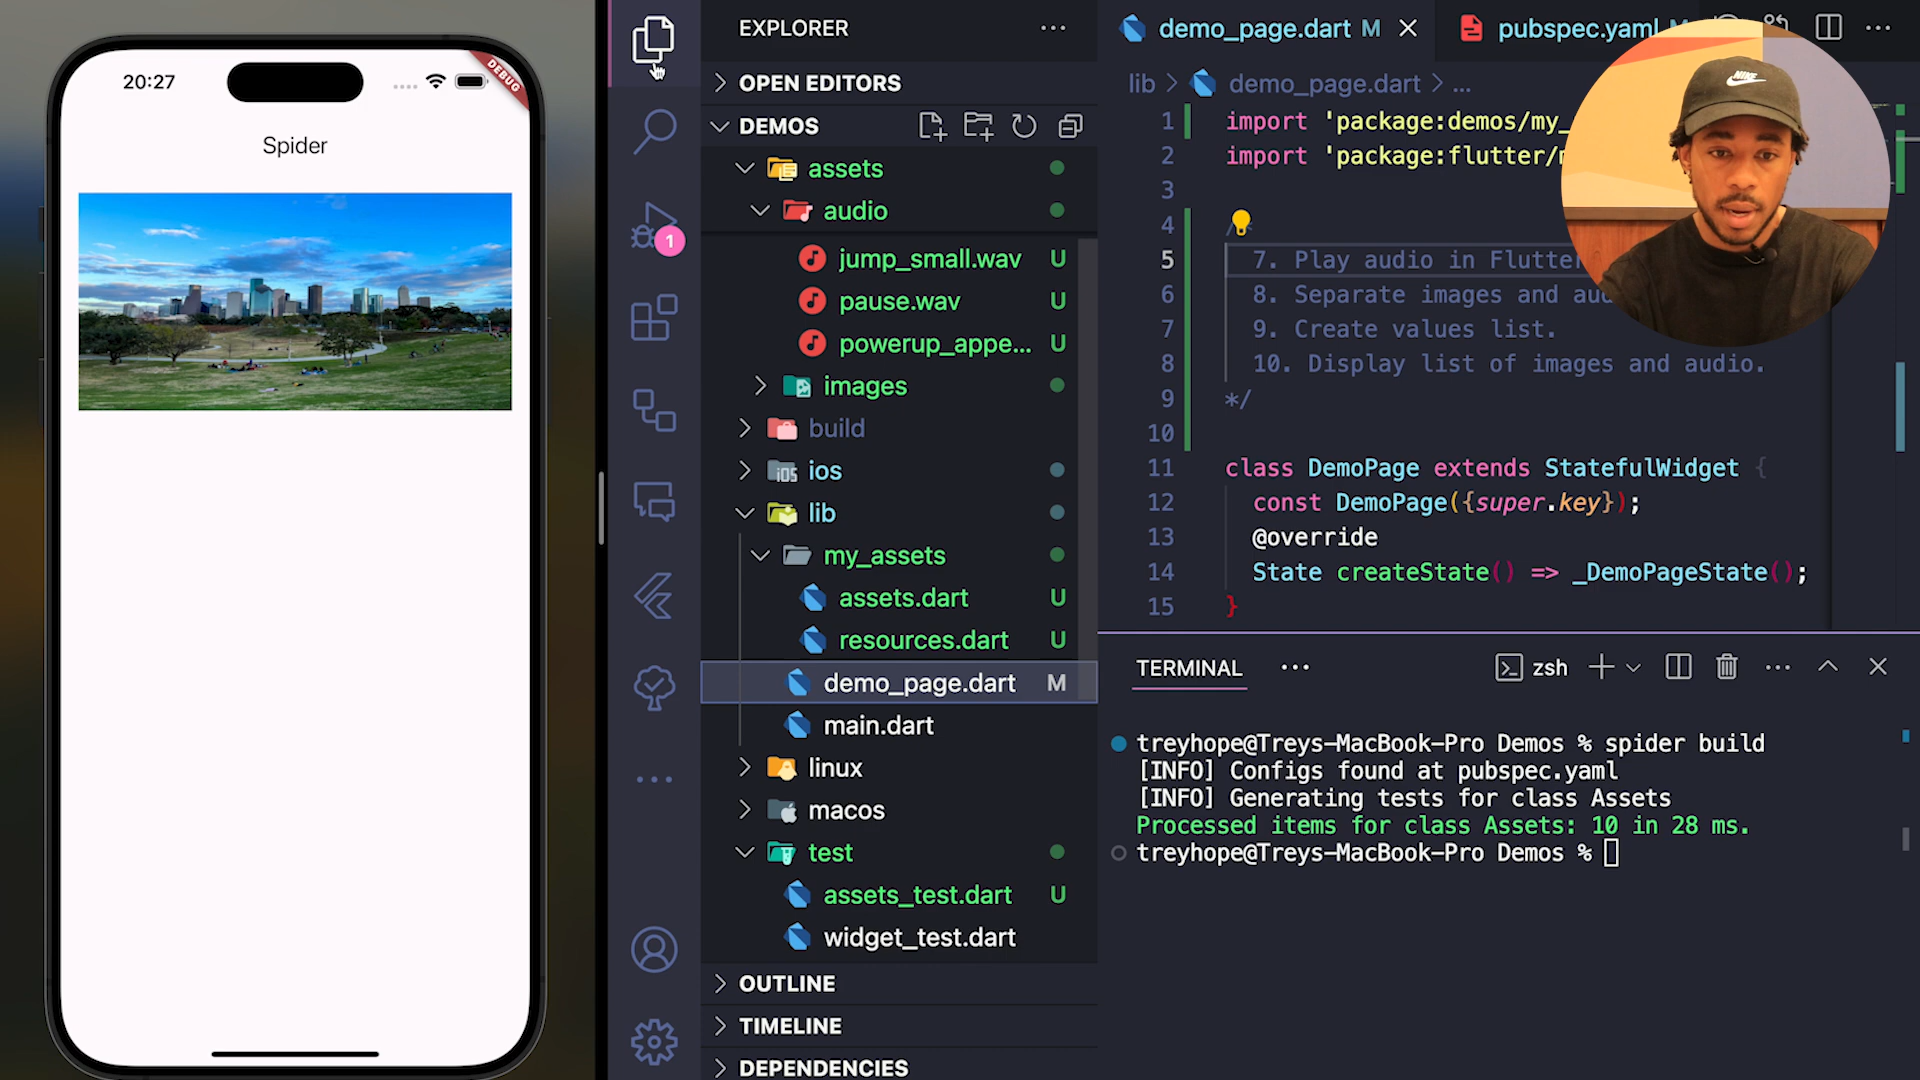 20:27
DEBUG
Spider
EXPLORER
OPEN EDITORS
DEMOS
assets
audio
jump_small.wav U
pause.wav U
powerup_appe... U
images
build
ios
lib
my_assets
assets.dart U
resources.dart U
demo_page.dart M
main.dart
linux
macos
test
assets_test.dart U
widget_test.dart
OUTLINE
TIMELINE
DEPENDENCIES
1
demo_page.dart M
pubspec.yaml M
lib > demo_page.dart > ...
1 import 'package:demos/my_
2 import 'package:flutter/
3
4 /*
5 7. Play audio in Flutter
6 8. Separate images and
7 9. Create values list.
8 10. Display list of images and audio.
9 */
10
11 class DemoPage extends StatefulWidget {
12 const DemoPage({super.key});
13 @override
14 State createState() => _DemoPageState();
15 }
NIKE
TERMINAL
zsh
treyhope@Treys-MacBook-Pro Demos % spider build
[INFO] Configs found at pubspec.yaml
[INFO] Generating tests for class Assets
Processed items for class Assets: 10 in 28 ms.
treyhope@Treys-MacBook-Pro Demos %